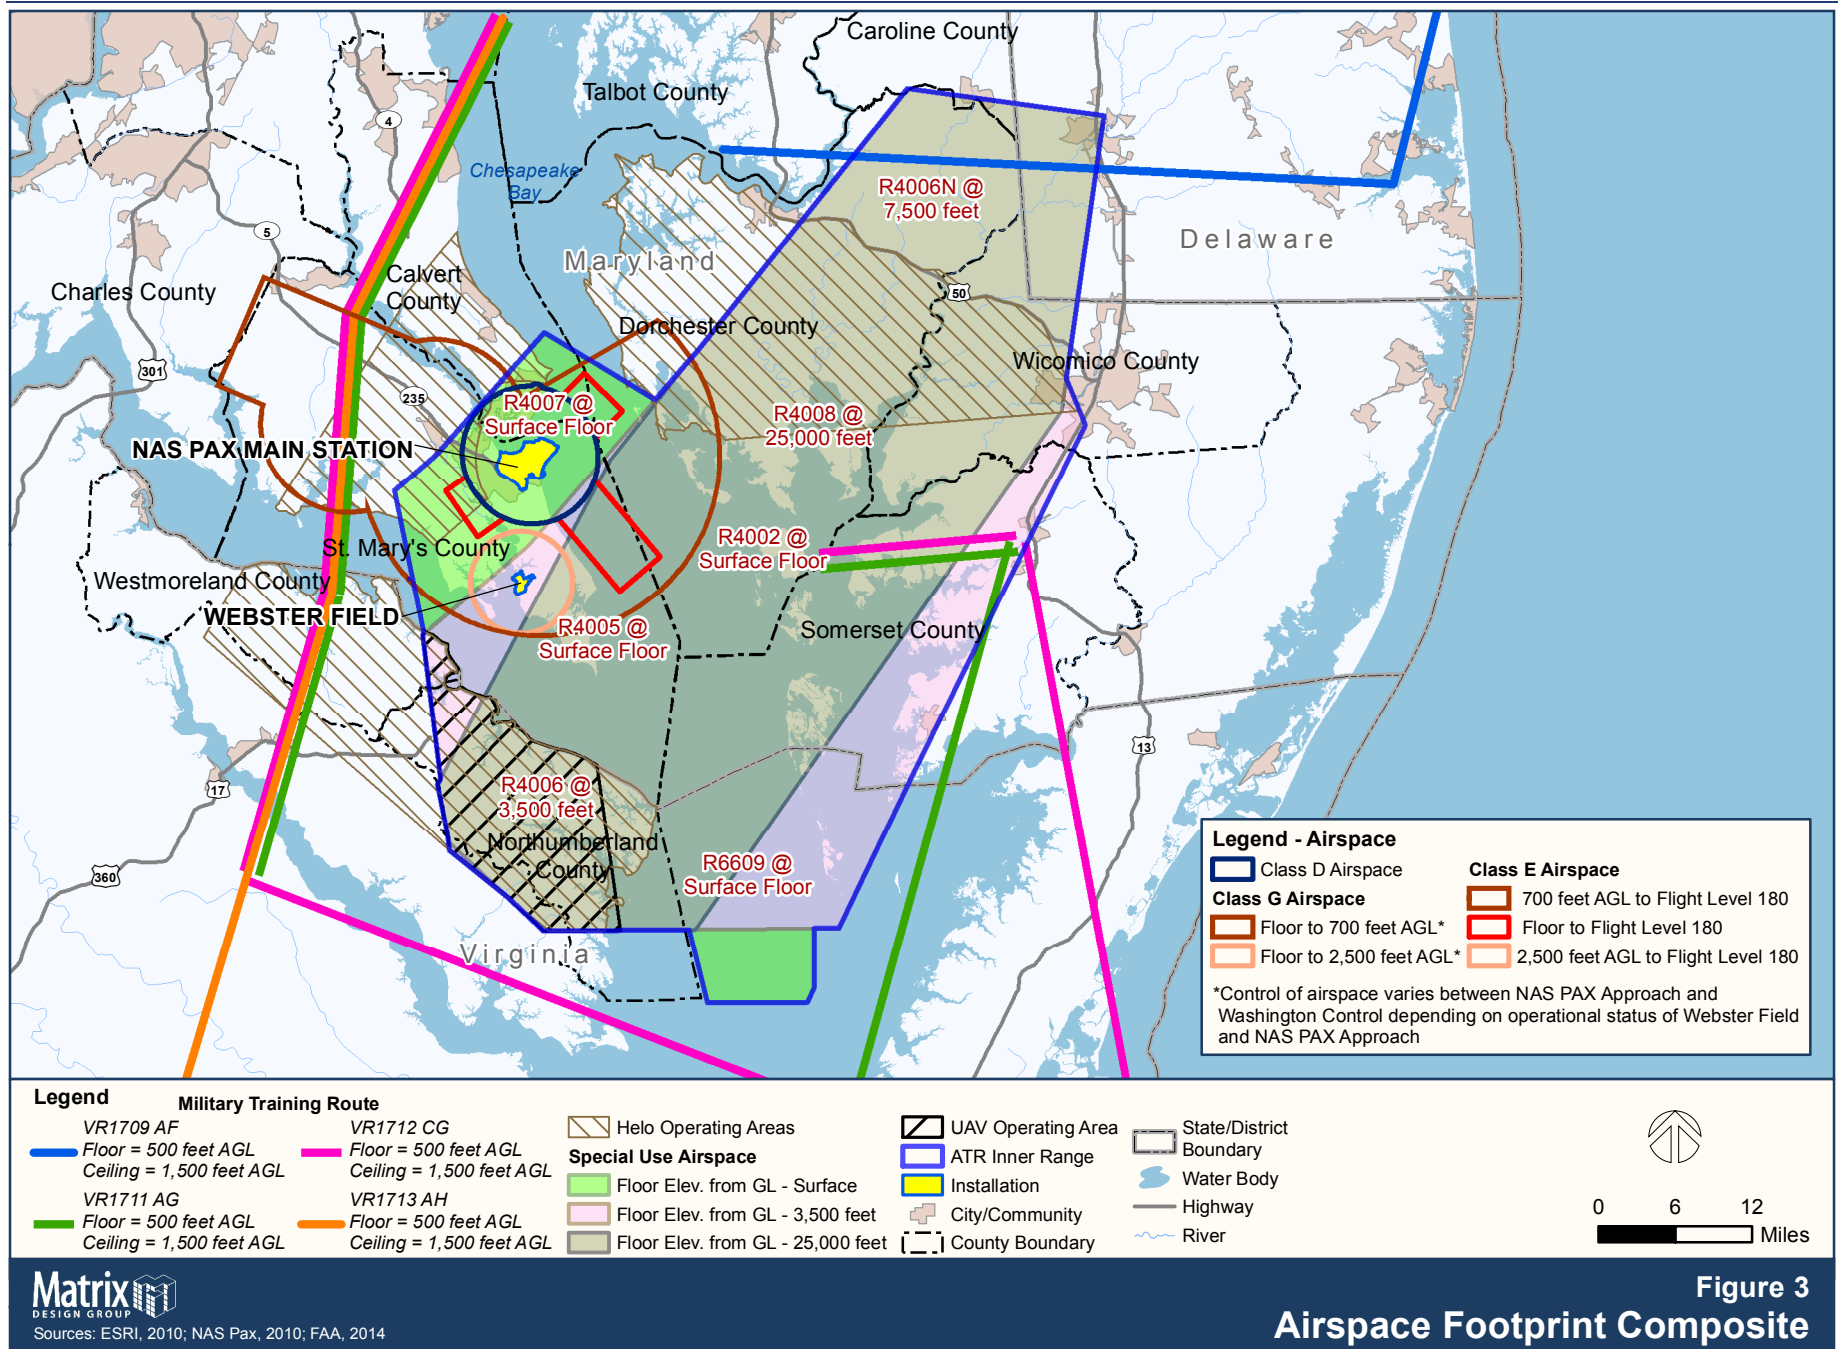 Caroline County
Talbot County
4
Chesapeake
Bay
R4006N @
7,500 feet
5
Maryland
Delaware
Calvert
County
Charles County
50
Dorchester County
Wicomico County
301
235
R4007 @
Surface Floor
R4008 @
25,000 feet
NAS PAX MAIN STATION
R4002 @
Surface Floor
St. Mary's County
Westmoreland County
WEBSTER FIELD
R4005 @
Surface Floor
Somerset County
13
17
R4006 @
3,500 feet
Northumberland
County
R6609 @
Surface Floor
360
Virginia
Legend - Airspace
Class D Airspace
Class G Airspace
Floor to 700 feet AGL*
Floor to 2,500 feet AGL*
Class E Airspace
700 feet AGL to Flight Level 180
Floor to Flight Level 180
2,500 feet AGL to Flight Level 180
*Control of airspace varies between NAS PAX Approach and
Washington Control depending on operational status of Webster Field
and NAS PAX Approach
Legend
Military Training Route
VR1709 AF
Floor = 500 feet AGL
Ceiling = 1,500 feet AGL
VR1711 AG
Floor = 500 feet AGL
Ceiling = 1,500 feet AGL
VR1712 CG
Floor = 500 feet AGL
Ceiling = 1,500 feet AGL
VR1713 AH
Floor = 500 feet AGL
Ceiling = 1,500 feet AGL
Helo Operating Areas
Special Use Airspace
Floor Elev. from GL - Surface
Floor Elev. from GL - 3,500 feet
Floor Elev. from GL - 25,000 feet
UAV Operating Area
ATR Inner Range
Installation
City/Community
County Boundary
State/District
Boundary
Water Body
Highway
River
0 6 12
Miles
Matrix
DESIGN GROUP
Sources: ESRI, 2010; NAS Pax, 2010; FAA, 2014
Figure 3
Airspace Footprint Composite